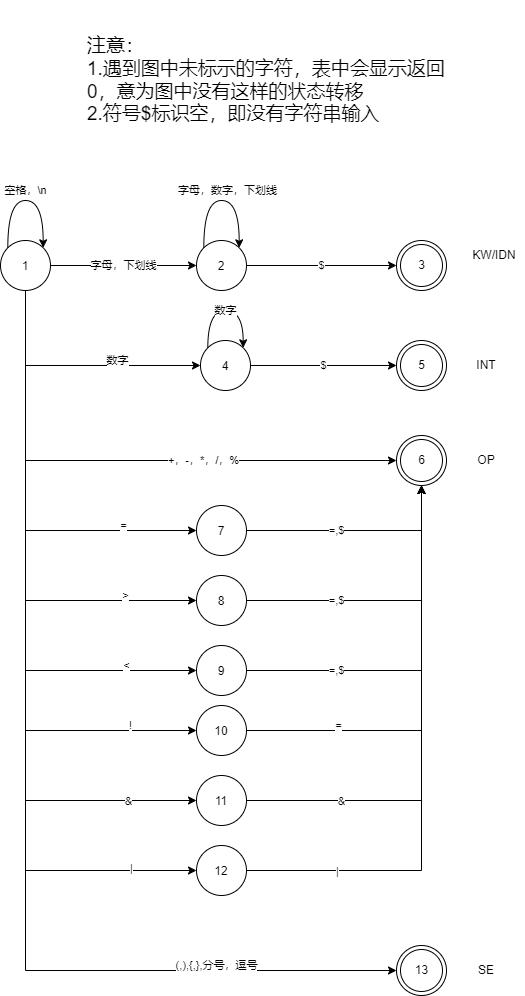 注意：
1.遇到图中未标示的字符，表中会显示返回
0，意为图中没有这样的状态转移
2.符号$标识空，即没有字符串输入
空格，\n
字母，数字，下划线
1
字母，下划线
2
$
3
KW/IDN
数字
数字
4
$
5
INT
+，-，*，/，%
6
OP
=
7
=,$
>
8
=,$
<
9
=,$
!
10
=
&
11
&
|
12
|
(,),{,},分号，逗号
13
SE